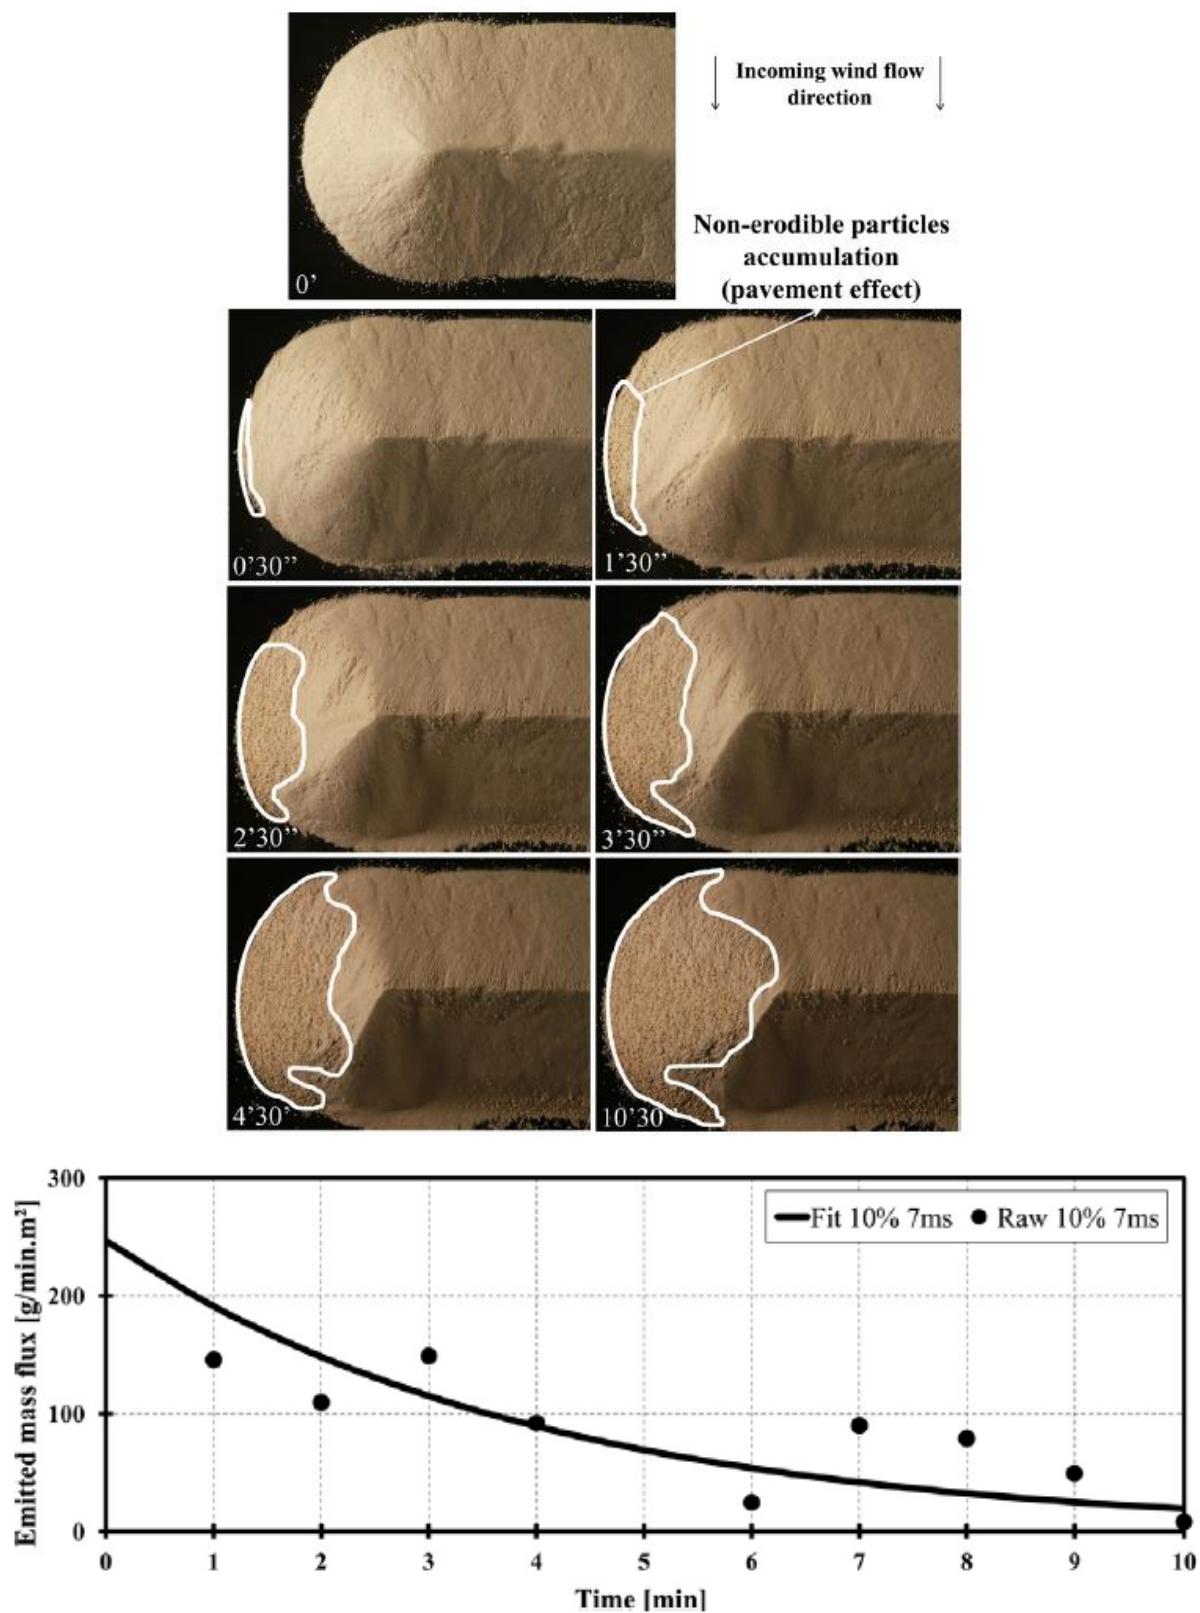 Incoming wind flow
direction
0'
Non-erodible particles
accumulation
(pavement effect)
0'30’’
1'30’’
2'30’’
3'30’’
4'30’
10'30
Emitted mass flux [g/min.m²]
300
200
100
0
Fit 10% 7ms
Raw 10% 7ms
0 1 2 3 4 5 6 7 8 9 10
Time [min]